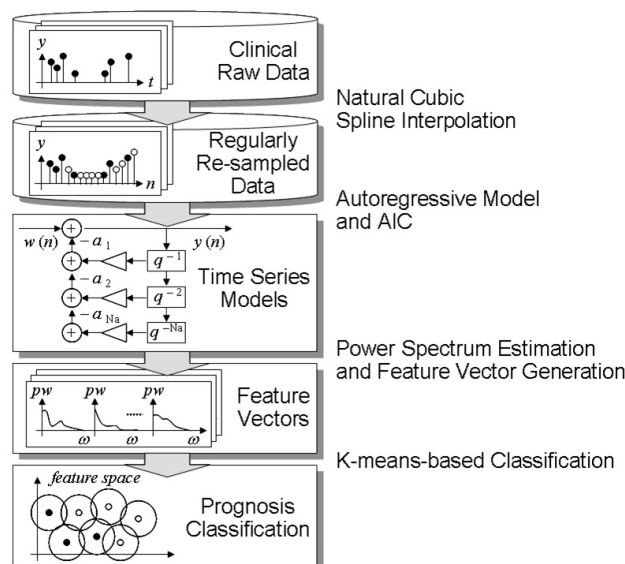 y
t
Clinical
Raw Data
Natural Cubic
Spline Interpolation
y
n
Regularly
Re-sampled
Data
Autoregressive Model
and AIC
w (n)
y (n)
– a 1
q – 1
– a 2
q – 2
– a Na
q –Na
Time Series
Models
Power Spectrum Estimation
and Feature Vector Generation
pw pw pw
......
ω ω ω
Feature
Vectors
K-means-based Classification
feature space
Prognosis
Classification